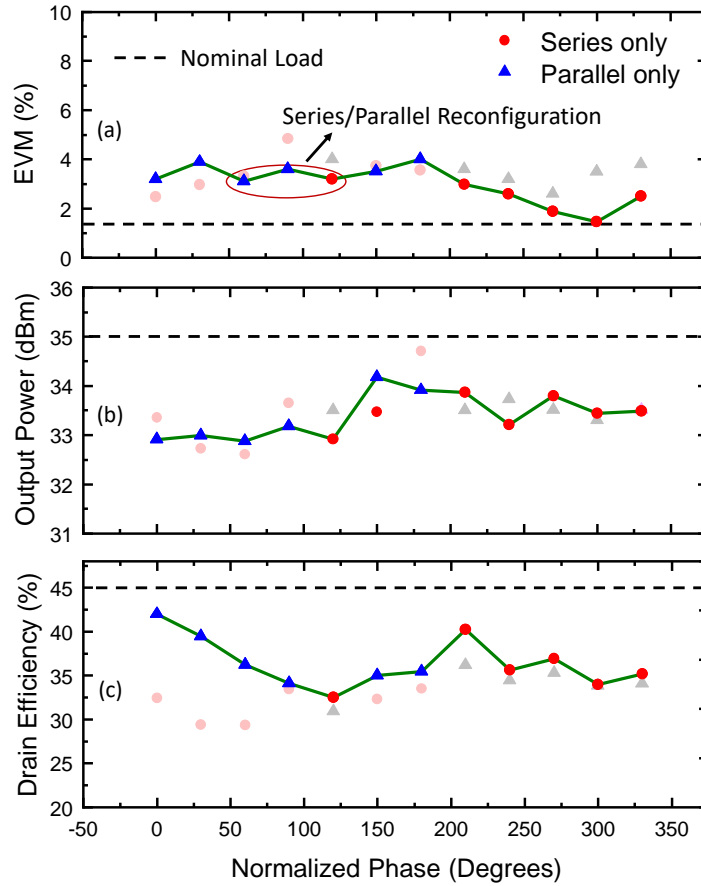 10
8
6
4
2
0
EVM (%)
Nominal Load
Series only
Parallel only
Series/Parallel Reconfiguration
(a)
36
35
34
33
32
31
Output Power (dBm)
(b)
45
40
35
30
25
20
Drain Efficiency (%)
(c)
-50 0 50 100 150 200 250 300 350
Normalized Phase (Degrees)